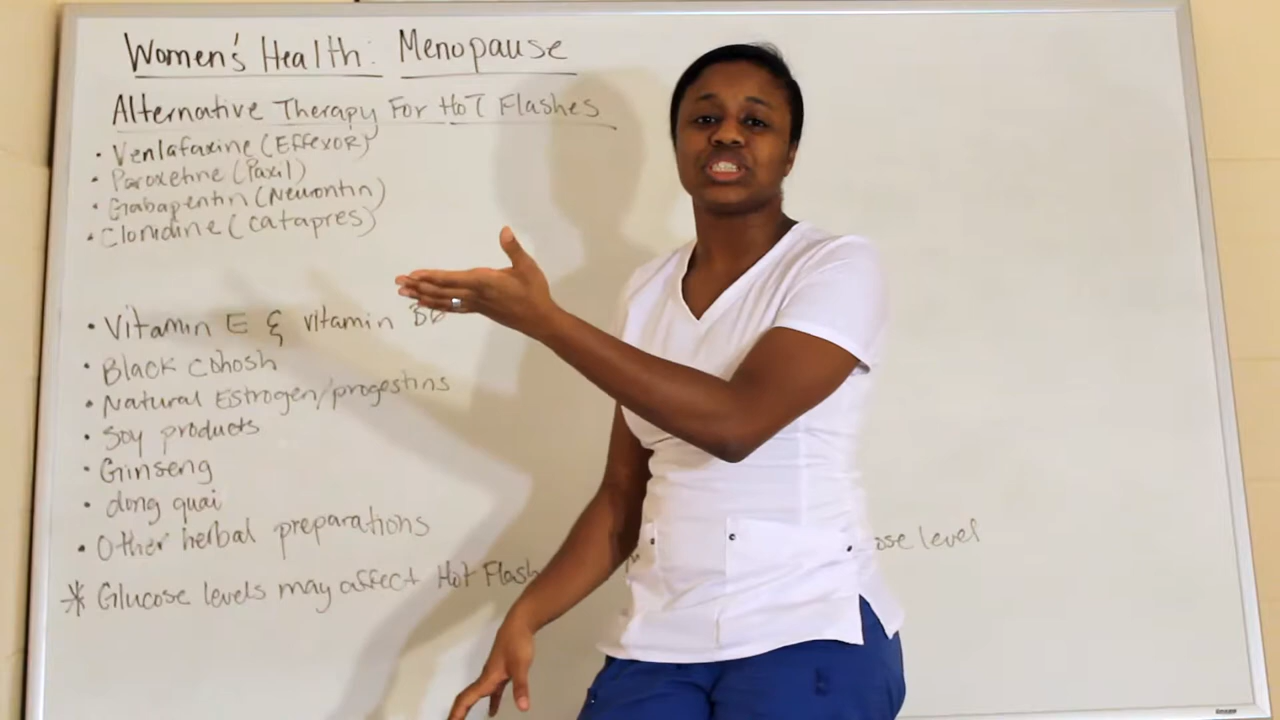 Women's Health: Menopause
Alternative Therapy For Hot Flashes
• Venlafaxine (Effexor)
• Paroxetine (Paxil)
• Gabapentin (Neurontin)
• Clonidine (Catapres)
• Vitamin E & vitamin B6
• Black cohosh
• Natural Estrogen/progestins
• Soy products
• Ginseng
• dong quai
• Other herbal preparations
* Glucose levels may affect Hot Flash ose level